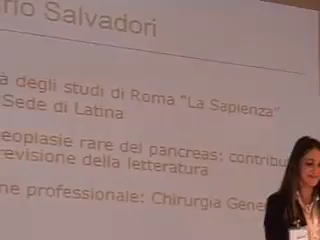 rio Salvadori
à degli studi di Roma "La Sapienza"
Sede di Latina
eoplasie rare del pancreas: contribu
revisione della letteratura
ne professionale: Chirurgia Gene